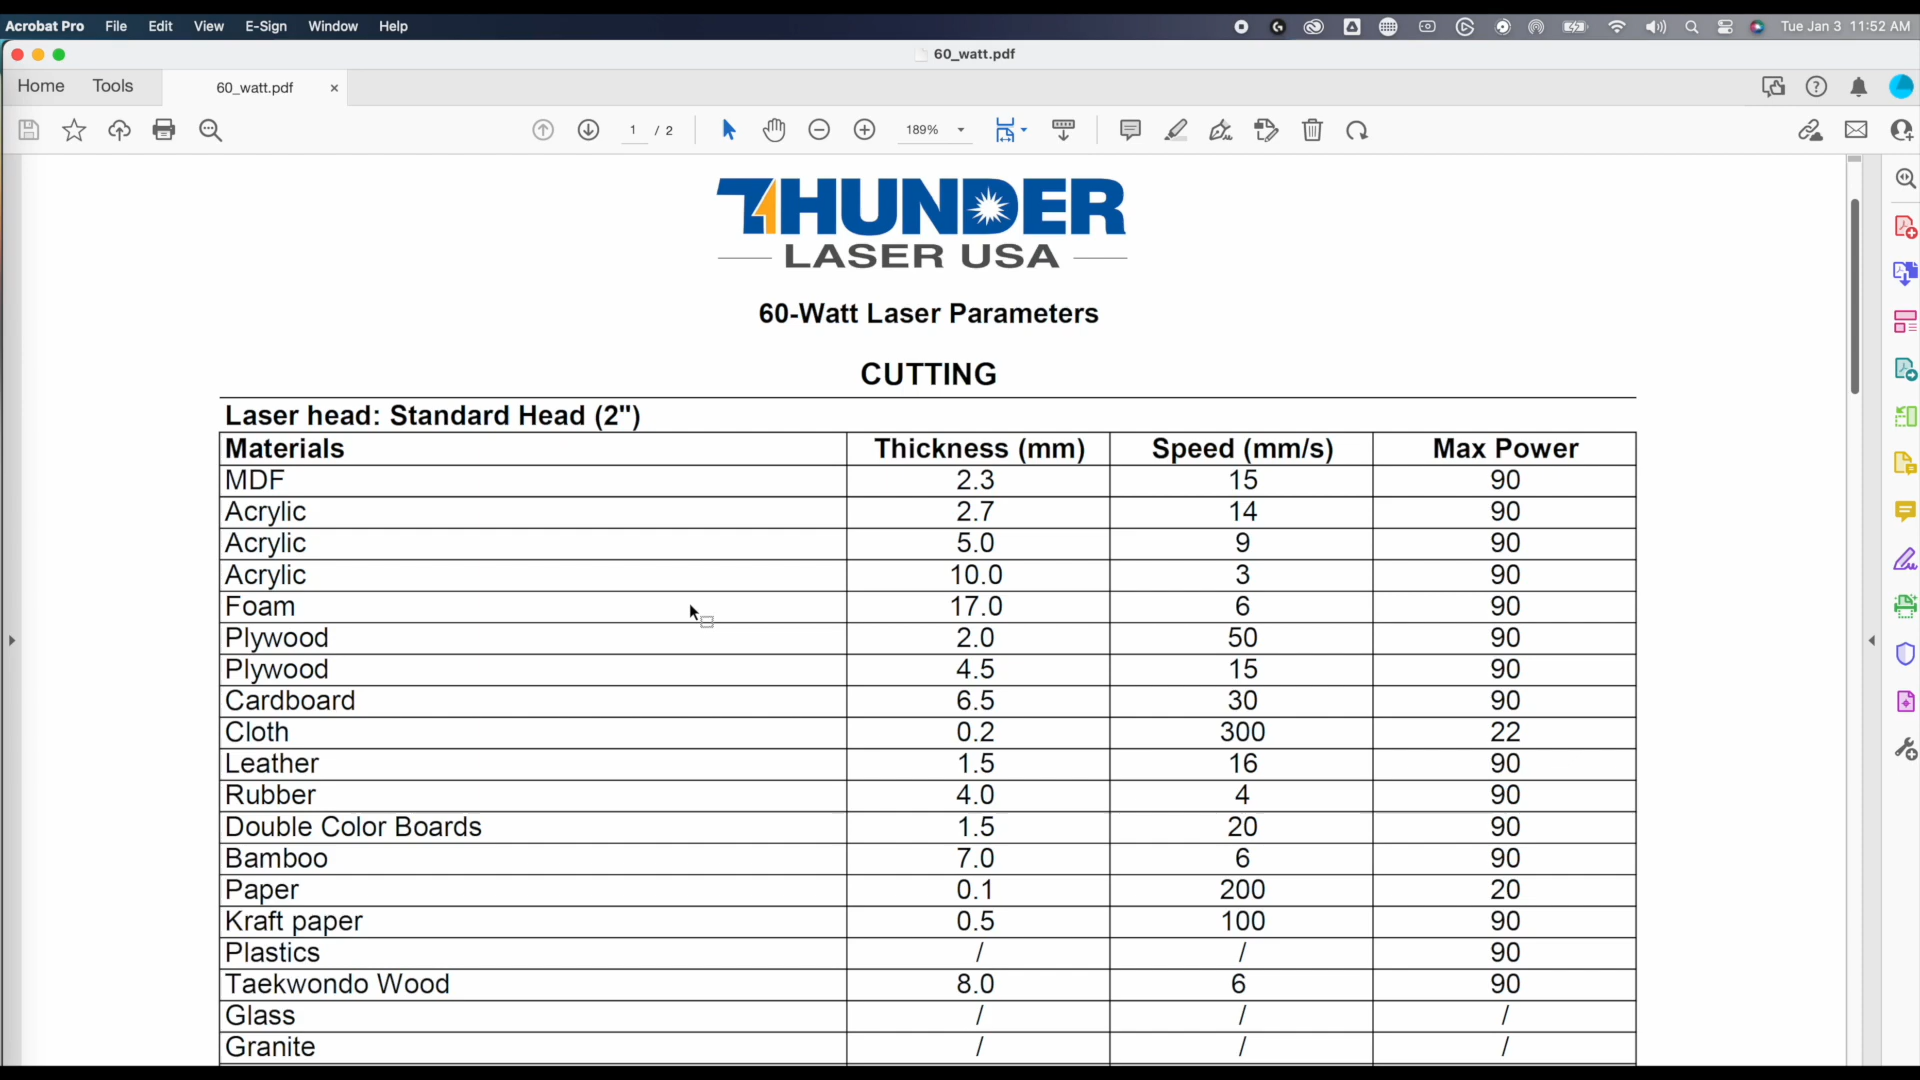 Acrobat Pro File Edit View E-Sign Window Help Tue Jan 3 11:52 AM
60_watt.pdf
Home Tools 60_watt.pdf
1 / 2 189%
THUNDER
LASER USA
60-Watt Laser Parameters
CUTTING
Laser head: Standard Head (2")
Materials Thickness (mm) Speed (mm/s) Max Power
MDF 2.3 15 90
Acrylic 2.7 14 90
Acrylic 5.0 9 90
Acrylic 10.0 3 90
Foam 17.0 6 90
Plywood 2.0 50 90
Plywood 4.5 15 90
Cardboard 6.5 30 90
Cloth 0.2 300 22
Leather 1.5 16 90
Rubber 4.0 4 90
Double Color Boards 1.5 20 90
Bamboo 7.0 6 90
Paper 0.1 200 20
Kraft paper 0.5 100 90
Plastics / / 90
Taekwondo Wood 8.0 6 90
Glass / / /
Granite / / /